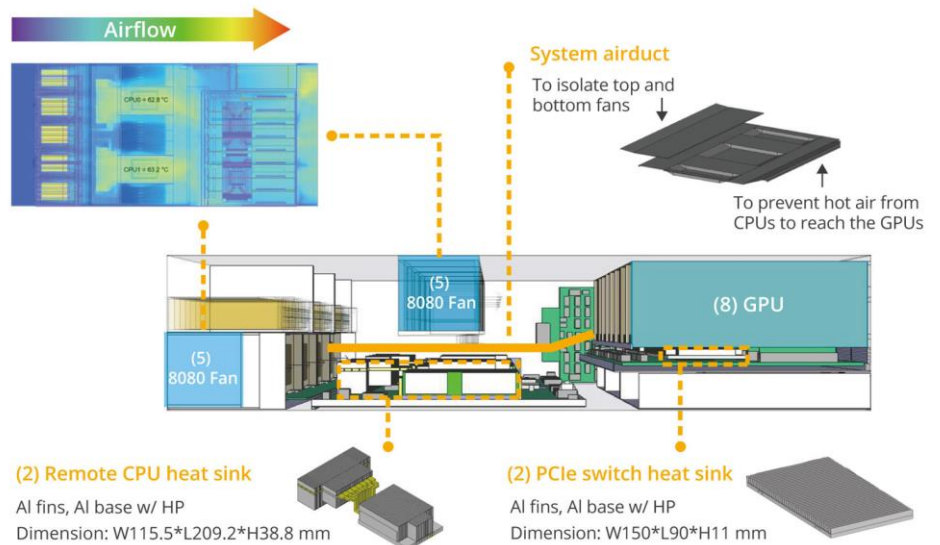 Airflow
CPU0 = 62.8 °C
CPU1 = 63.2 °C
System airduct
To isolate top and
bottom fans
To prevent hot air from
CPUs to reach the GPUs
(5)
8080 Fan
(8) GPU
(5)
8080 Fan
(2) Remote CPU heat sink
Al fins, Al base w/ HP
Dimension: W115.5*L209.2*H38.8 mm
(2) PCIe switch heat sink
Al fins, Al base w/ HP
Dimension: W150*L90*H11 mm